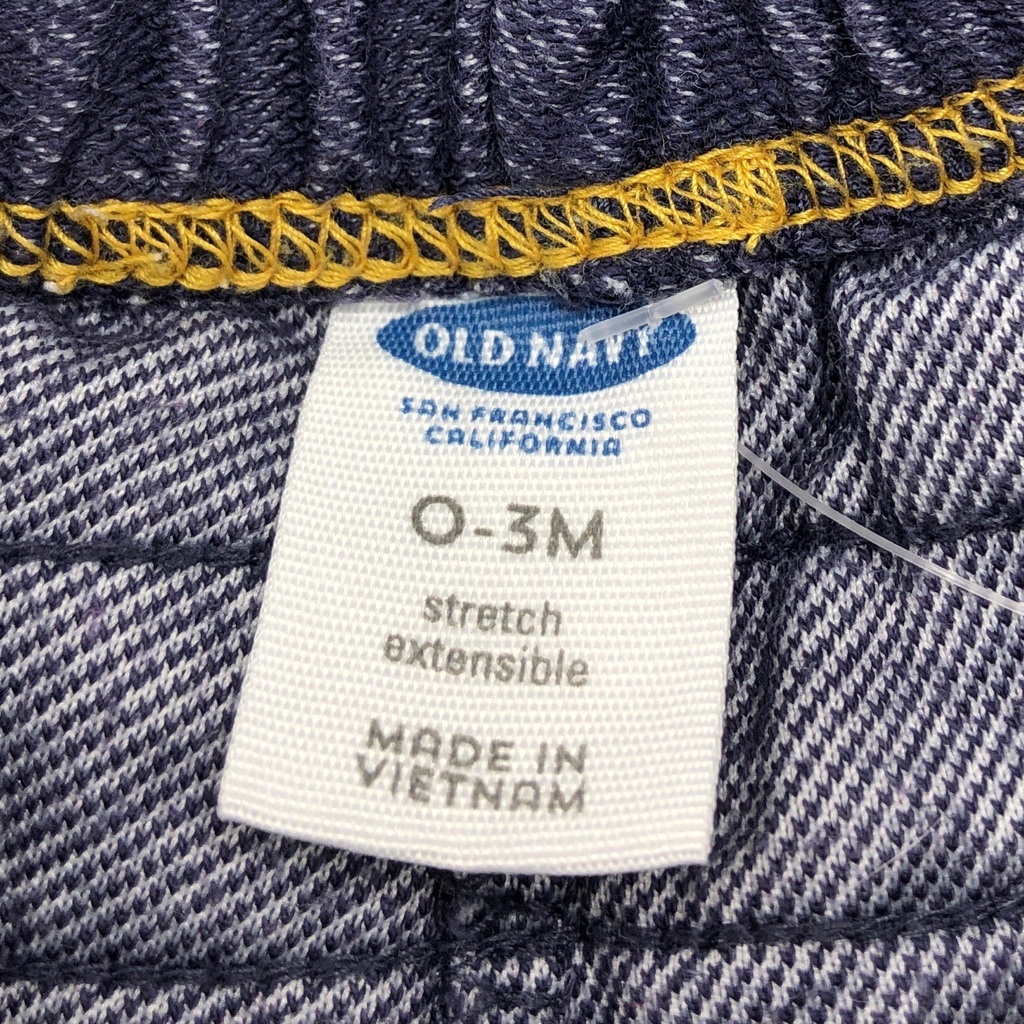 OLD NAVY
SAN FRANCISCO
CALIFORNIA
0-3M
stretch
extensible
MADE IN
VIETNAM